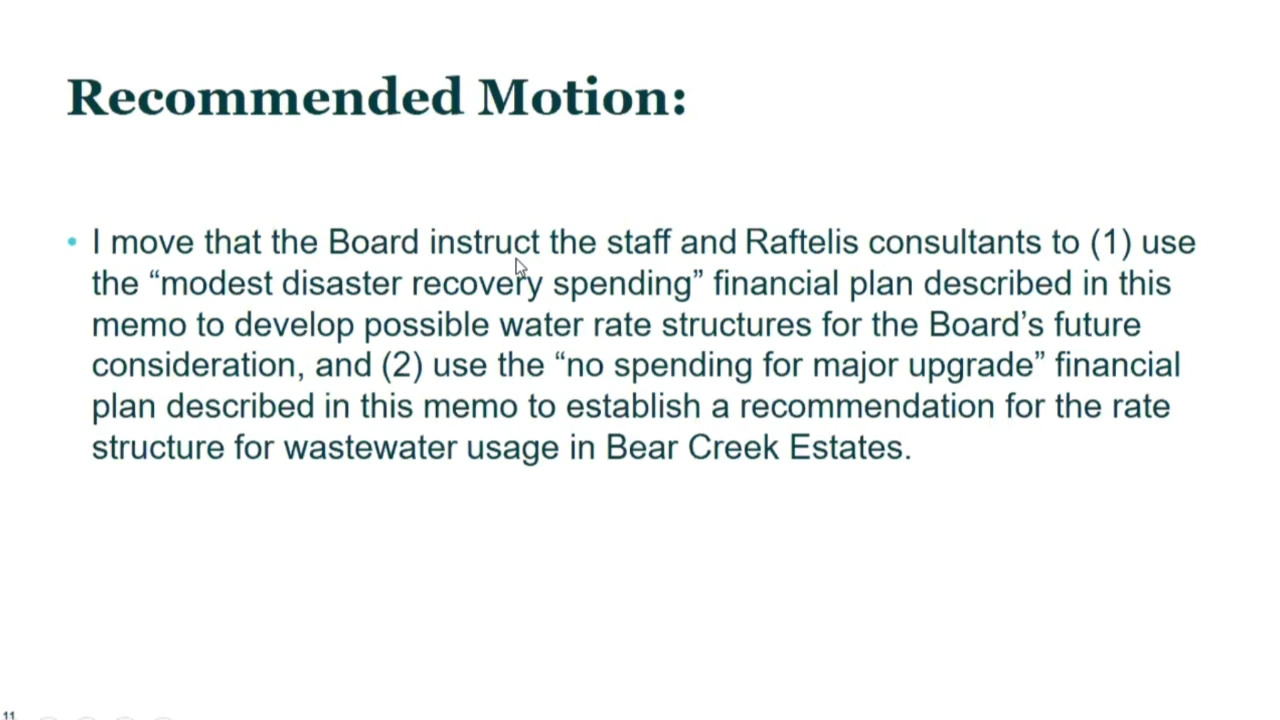 Recommended Motion:
• I move that the Board instruct the staff and Raftelis consultants to (1) use
the “modest disaster recovery spending” financial plan described in this
memo to develop possible water rate structures for the Board’s future
consideration, and (2) use the “no spending for major upgrade” financial
plan described in this memo to establish a recommendation for the rate
structure for wastewater usage in Bear Creek Estates.
11